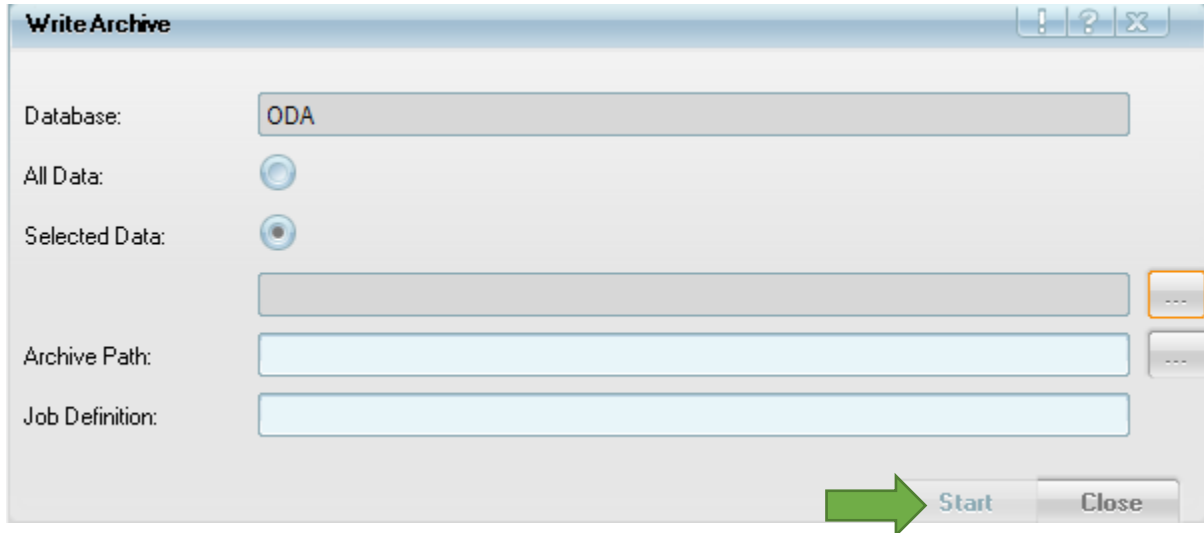 Write Archive ! ? X
Database: ODA
All Data:
Selected Data:
...
Archive Path: ...
Job Definition:
Start Close